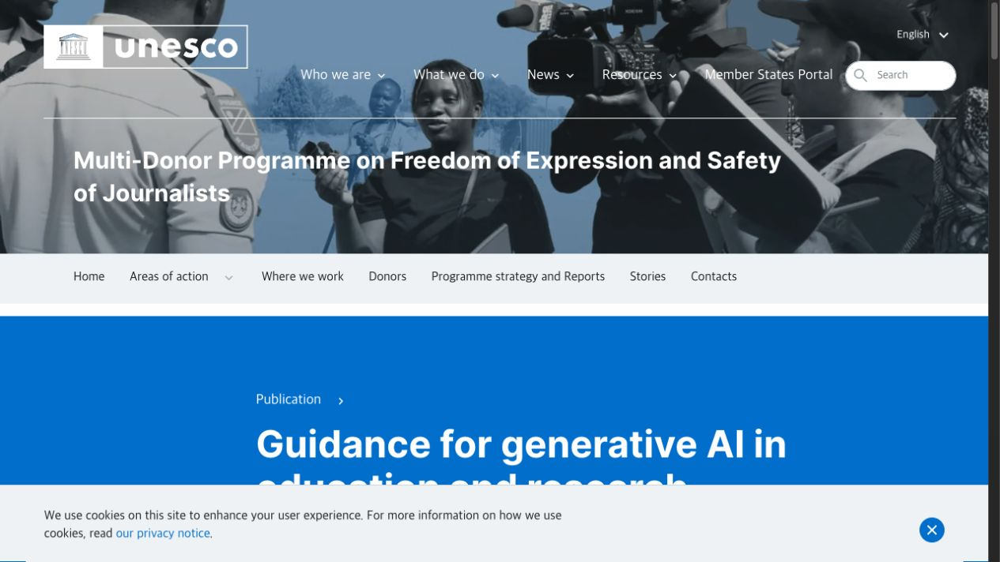 unesco
English
Who we are
What we do
News
Resources
Member States Portal
Search
Multi-Donor Programme on Freedom of Expression and Safety
of Journalists
Home
Areas of action
Where we work
Donors
Programme strategy and Reports
Stories
Contacts
Publication
Guidance for generative AI in
education and research
We use cookies on this site to enhance your user experience. For more information on how we use
cookies, read our privacy notice.